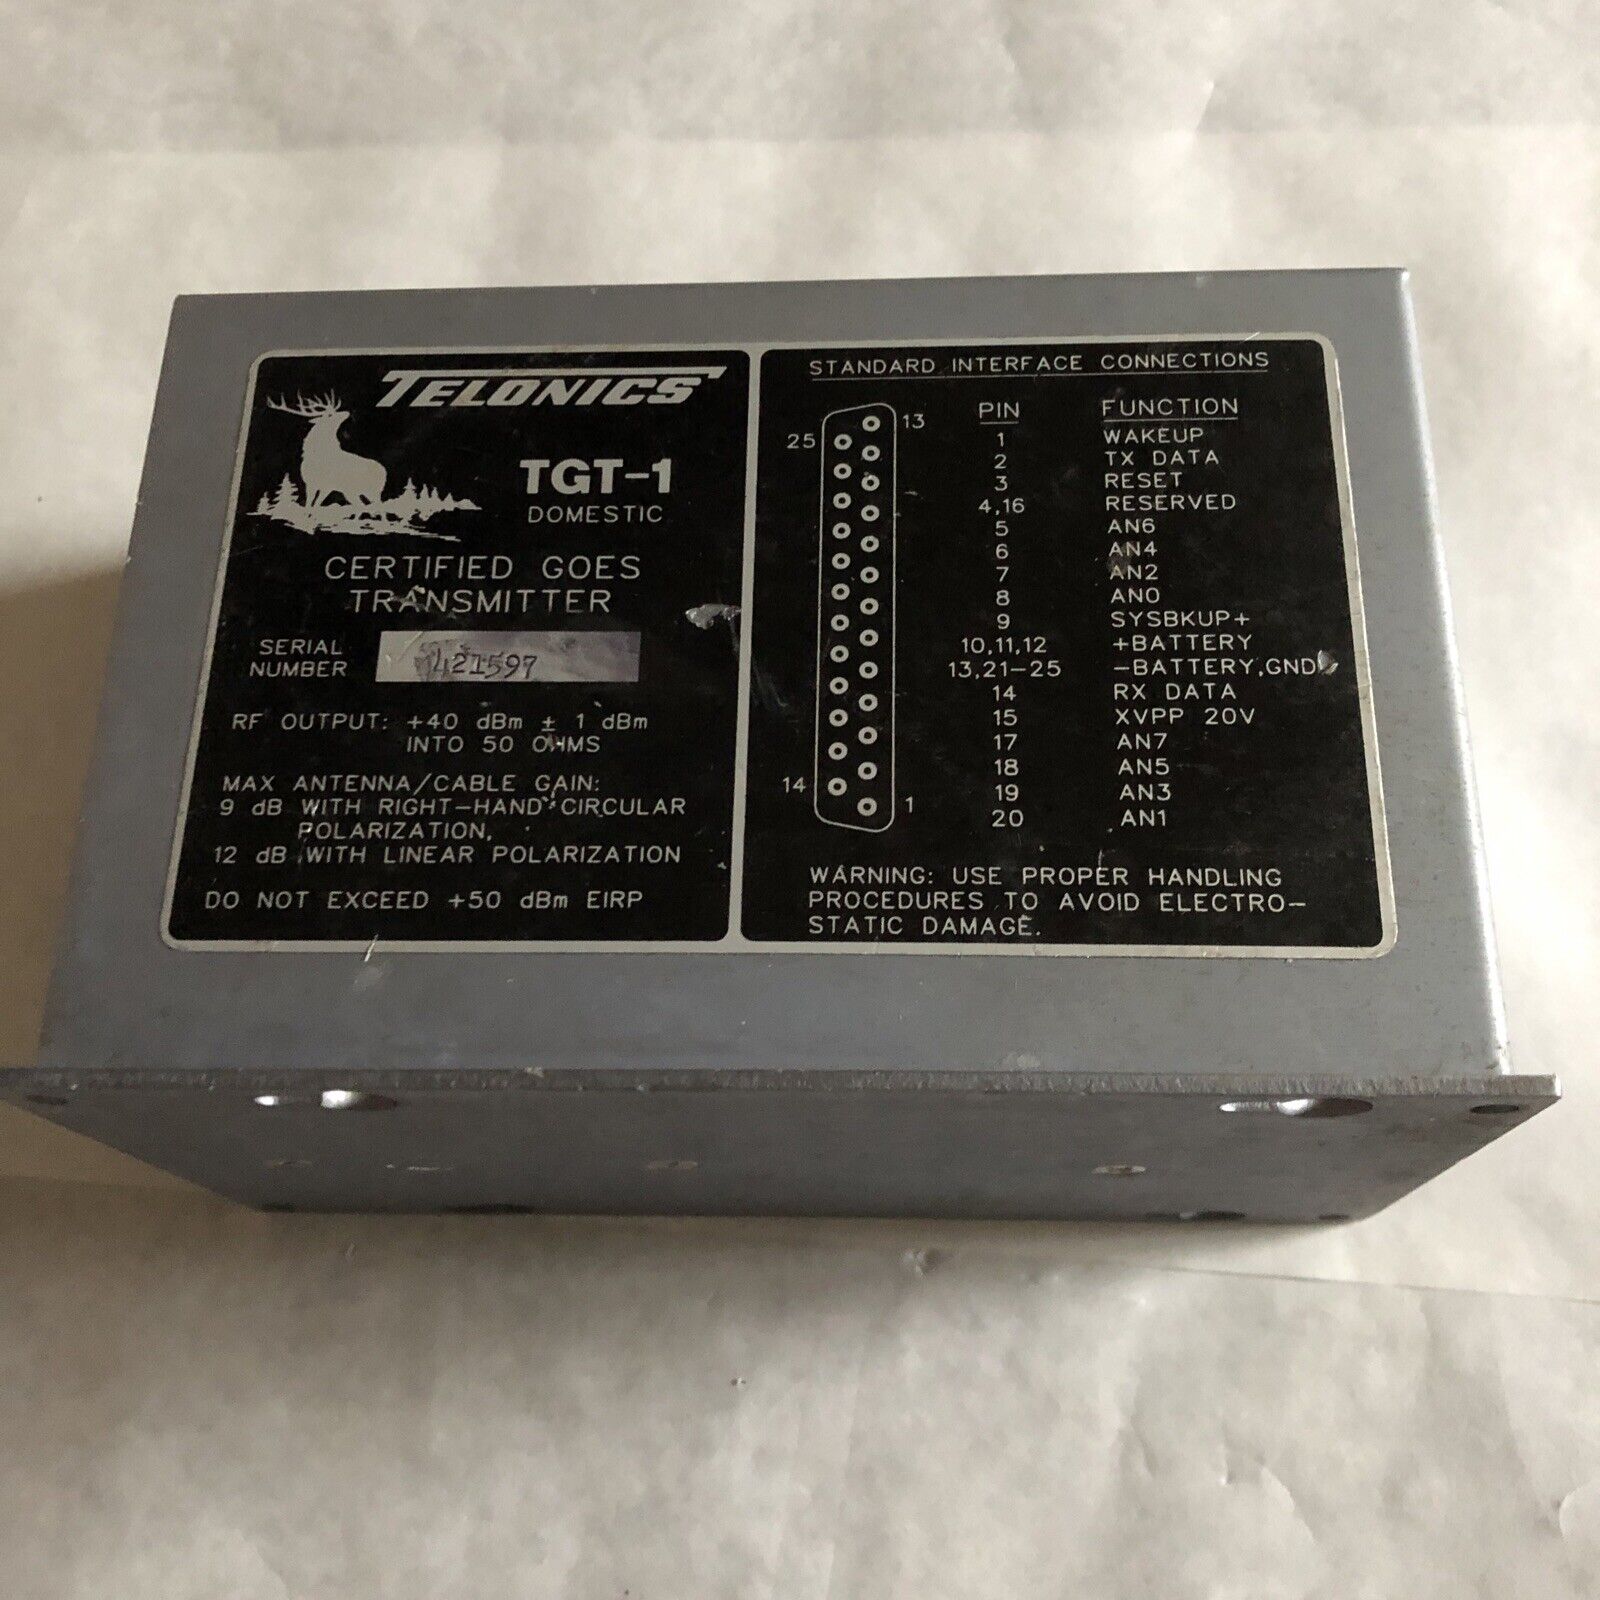 TELONICS
TGT-1
DOMESTIC
CERTIFIED GOES
TRANSMITTER
SERIAL
NUMBER 421597
RF OUTPUT: +40 dBm ± 1 dBm
INTO 50 OHMS
MAX ANTENNA/CABLE GAIN:
9 dB WITH RIGHT-HAND CIRCULAR
POLARIZATION,
12 dB WITH LINEAR POLARIZATION
DO NOT EXCEED +50 dBm EIRP
STANDARD INTERFACE CONNECTIONS
13
25
14
1
PIN FUNCTION
1 WAKEUP
2 TX DATA
3 RESET
4,16 RESERVED
5 AN6
6 AN4
7 AN2
8 AN0
9 SYSBKUP+
10,11,12 +BATTERY
13,21-25 -BATTERY,GND
14 RX DATA
15 XVPP 20V
17 AN7
18 AN5
19 AN3
20 AN1
WARNING: USE PROPER HANDLING
PROCEDURES TO AVOID ELECTRO-
STATIC DAMAGE.